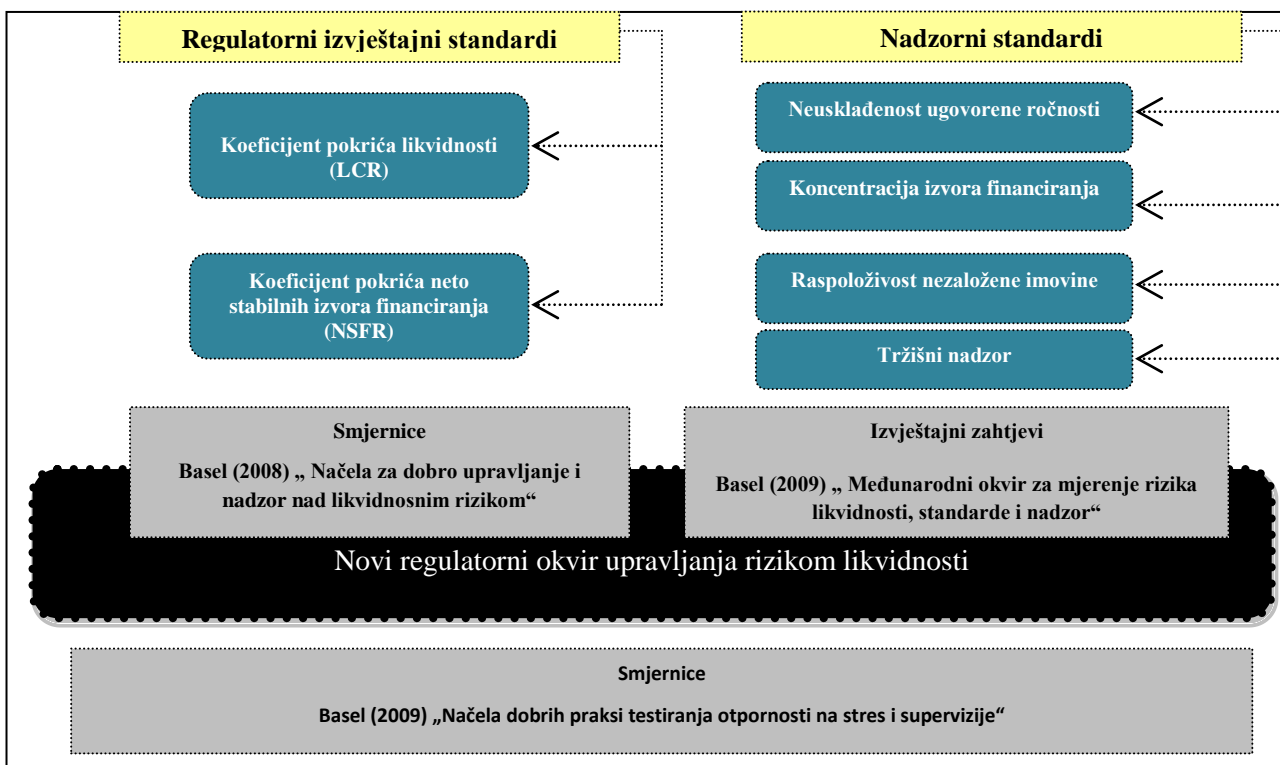 Regulatorni izvještajni standardi
Koeficijent pokrića likvidnosti
(LCR)
Koeficijent pokrića neto
stabilnih izvora financiranja
(NSFR)
Nadzorni standardi
Neusklađenost ugovorene ročnosti
Koncentracija izvora financiranja
Raspoloživost nezaložene imovine
Tržišni nadzor
Smjernice
Basel (2008) „ Načela za dobro upravljanje i
nadzor nad likvidnosnim rizikom“
Izvještajni zahtjevi
Basel (2009) „ Međunarodni okvir za mjerenje rizika
likvidnosti, standarde i nadzor“
Novi regulatorni okvir upravljanja rizikom likvidnosti
Smjernice
Basel (2009) „Načela dobrih praksi testiranja otpornosti na stres i supervizije“